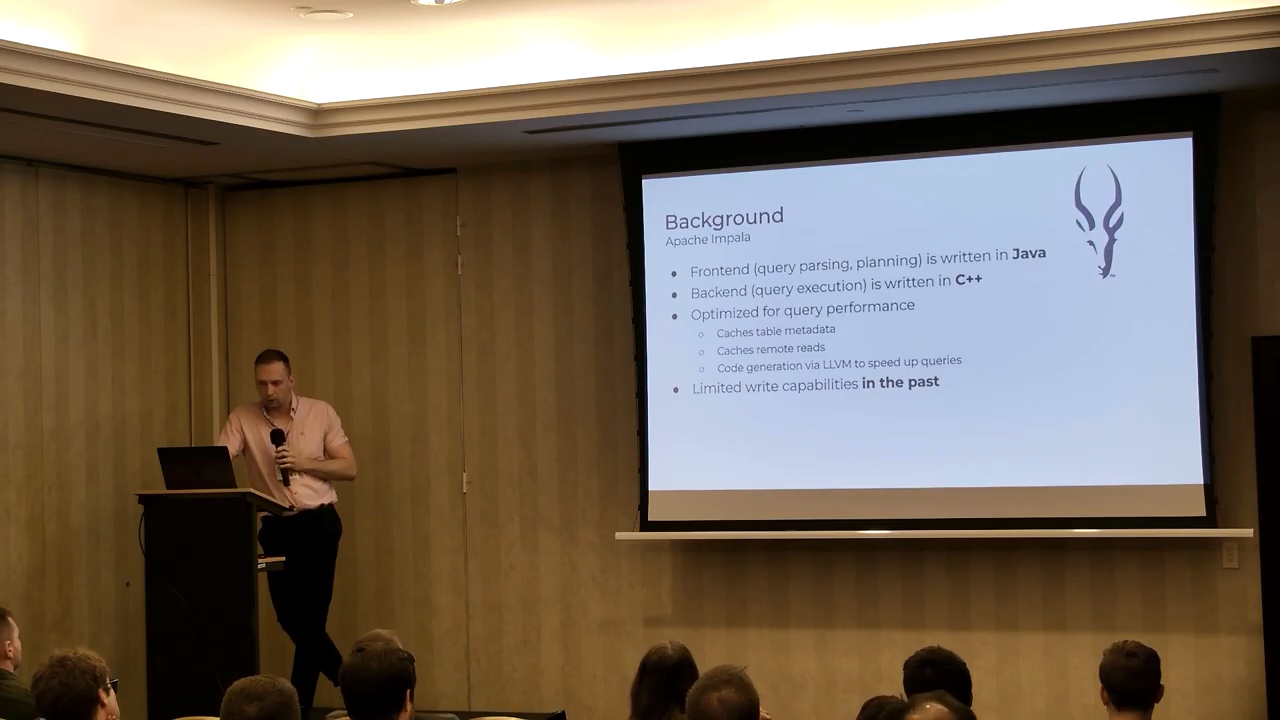 Background
Apache Impala
● Frontend (query parsing, planning) is written in Java
● Backend (query execution) is written in C++
● Optimized for query performance
○ Caches table metadata
○ Caches remote reads
○ Code generation via LLVM to speed up queries
● Limited write capabilities in the past